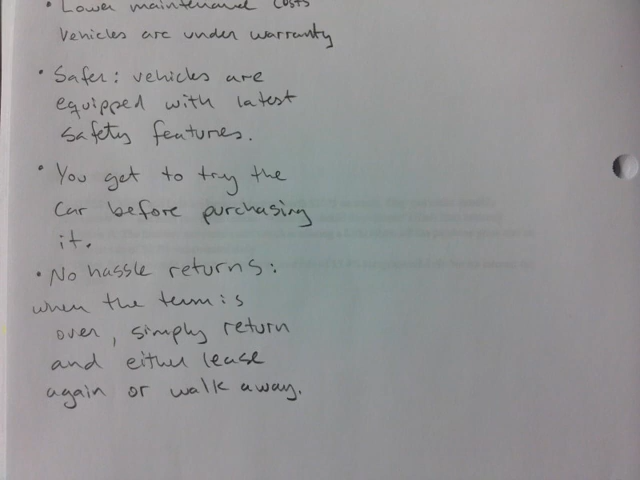 • Lower maintenance costs
Vehicles are under warranty
• Safer: vehicles are
equipped with latest
safety features.
• You get to try the
car before purchasing
it.
• No hassle returns:
when the term is
over, simply return
and either lease
again or walk away.